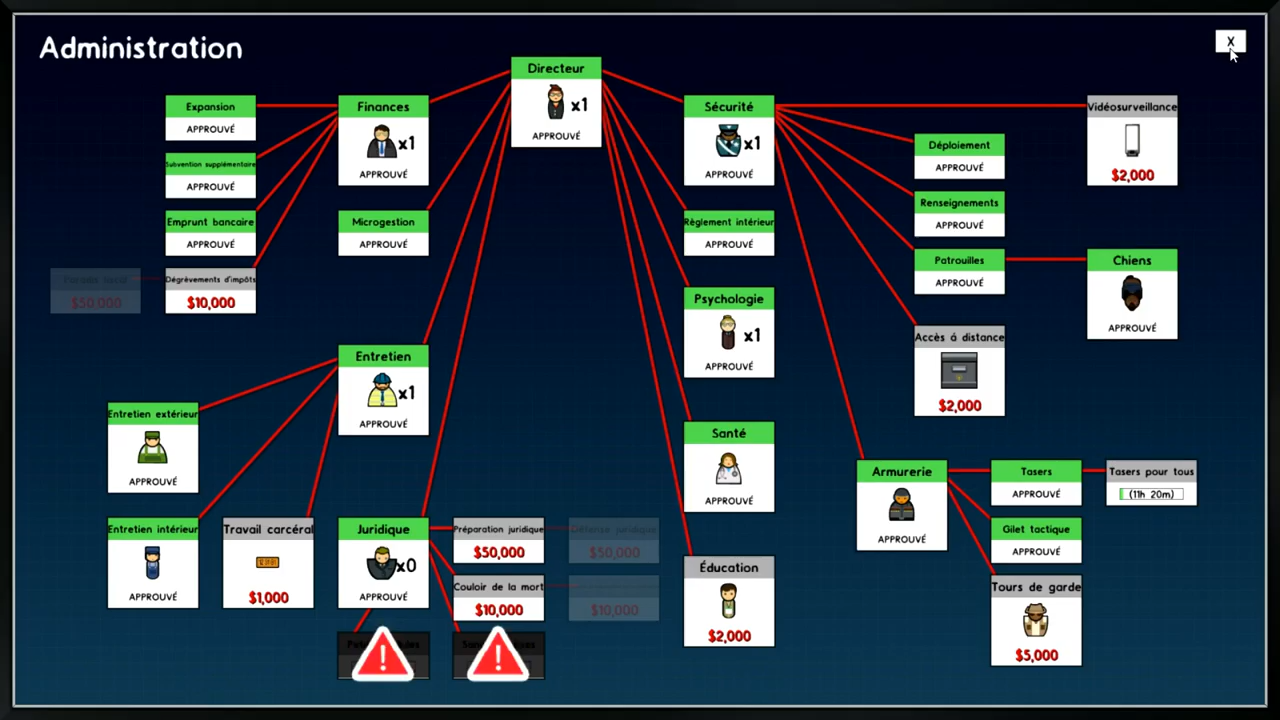 Administration
X
Directeur
x1
APPROUVÉ
Expansion
APPROUVÉ
Finances
x1
APPROUVÉ
Sécurité
x1
APPROUVÉ
Vidéosurveillance
$2,000
Subvention supplémentaire
APPROUVÉ
Déploiement
APPROUVÉ
Emprunt bancaire
APPROUVÉ
Microgestion
APPROUVÉ
Règlement intérieur
APPROUVÉ
Renseignements
APPROUVÉ
$50,000
Dégrèvements d'impôts
$10,000
Patrouilles
APPROUVÉ
Chiens
APPROUVÉ
Psychologie
x1
APPROUVÉ
Accès á distance
$2,000
Entretien
x1
APPROUVÉ
Entretien extérieur
APPROUVÉ
Santé
APPROUVÉ
Armurerie
APPROUVÉ
Tasers
APPROUVÉ
Tasers pour tous
(11h 20m)
Entretien intérieur
APPROUVÉ
Travail carcéral
$1,000
Juridique
x0
APPROUVÉ
Préparation juridique
$50,000
Défense juridique
$50,000
Gilet tactique
APPROUVÉ
Couloir de la mort
$10,000
$10,000
Éducation
$2,000
Tours de garde
$5,000